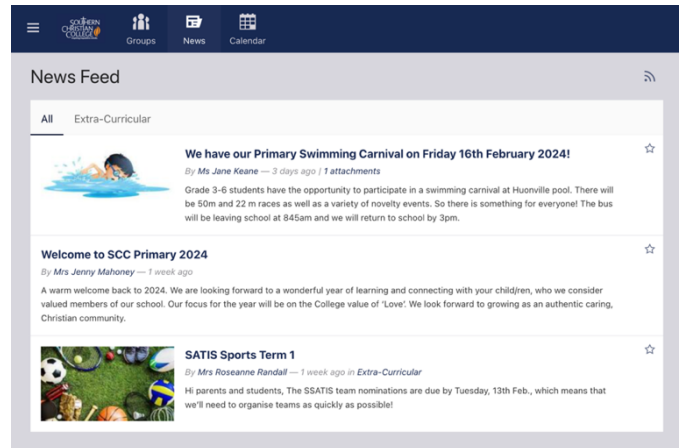 SOUTHERN
CHRISTIAN
COLLEGE
Groups
News
Calendar
News Feed
All
Extra-Curricular
We have our Primary Swimming Carnival on Friday 16th February 2024!
By Ms Jane Keane — 3 days ago | 1 attachments
Grade 3-6 students have the opportunity to participate in a swimming carnival at Huonville pool. There will
be 50m and 22 m races as well as a variety of novelty events. So there is something for everyone! The bus
will be leaving school at 845am and we will return to school by 3pm.
Welcome to SCC Primary 2024
By Mrs Jenny Mahoney — 1 week ago
A warm welcome back to 2024. We are looking forward to a wonderful year of learning and connecting with your child/ren, who we consider
valued members of our school. Our focus for the year will be on the College value of 'Love'. We look forward to growing as an authentic caring,
Christian community.
SATIS Sports Term 1
By Mrs Roseanne Randall — 1 week ago in Extra-Curricular
Hi parents and students, The SSATIS team nominations are due by Tuesday, 13th Feb., which means that
we'll need to organise teams as quickly as possible!